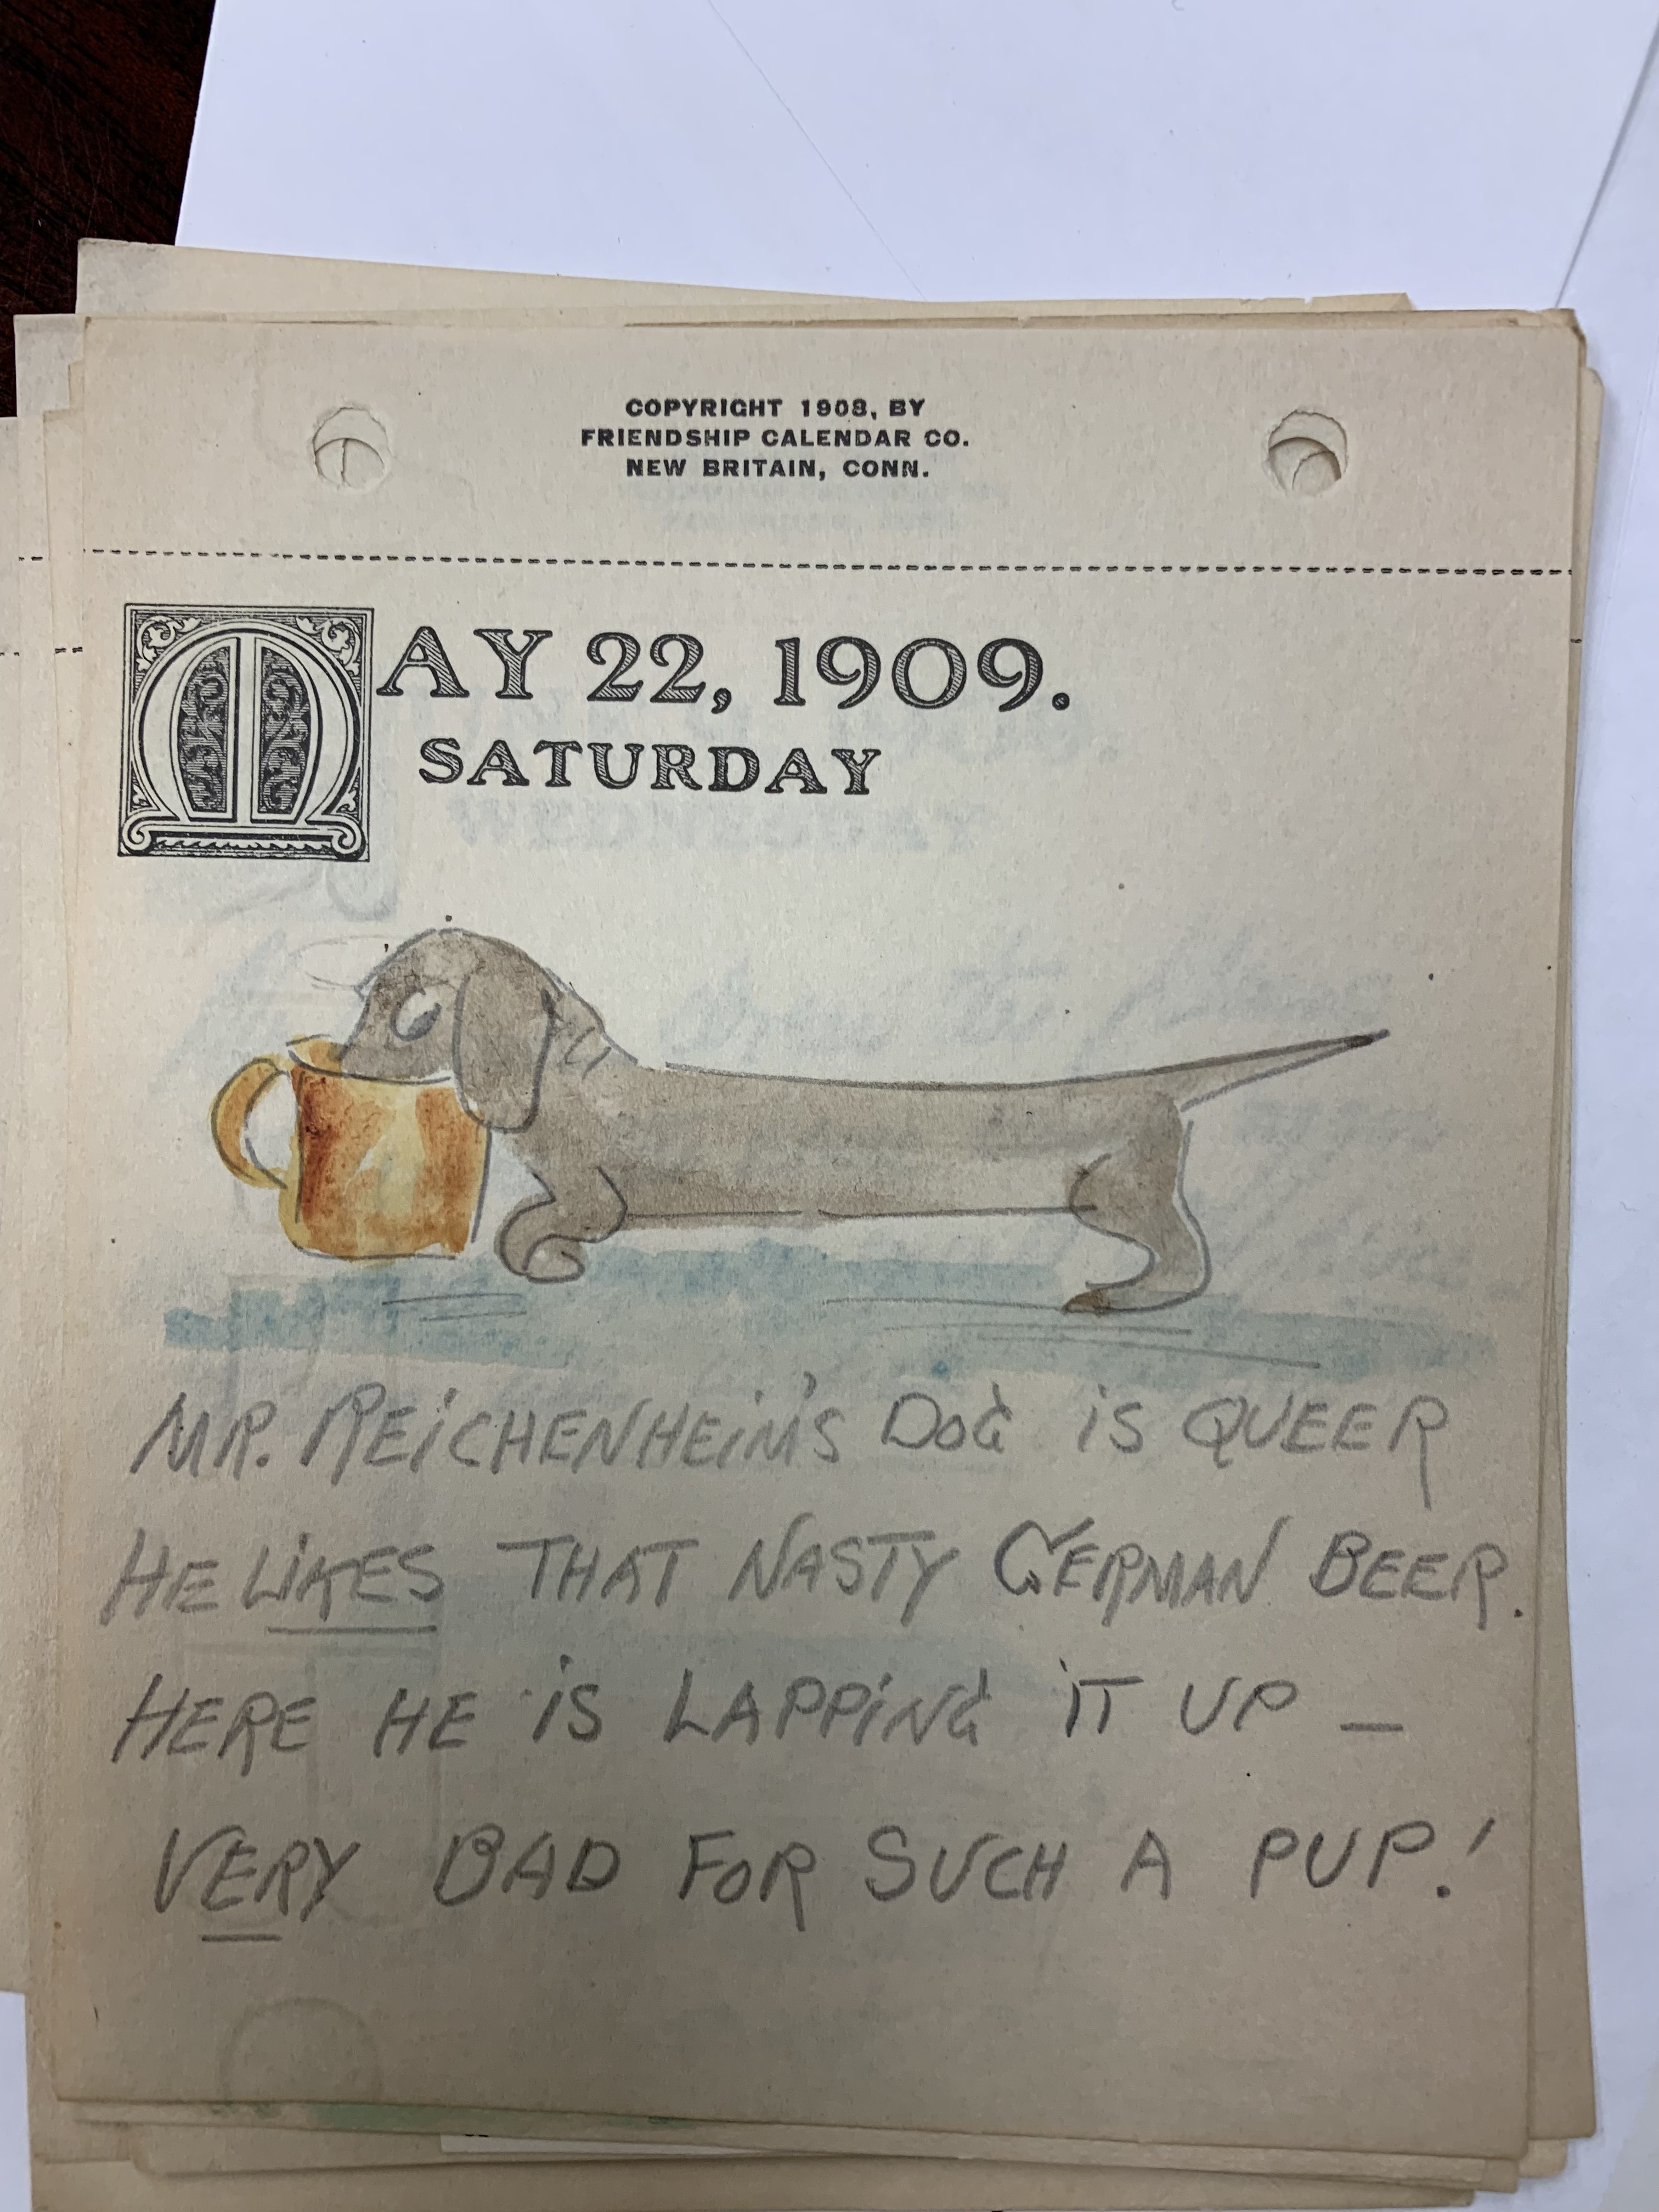 COPYRIGHT 1908, BY
FRIENDSHIP CALENDAR CO.
NEW BRITAIN, CONN.
MAY 22, 1909.
SATURDAY
MR. REICHENHEIM'S DOG IS QUEER
HE LIKES THAT NASTY GERMAN BEER.
HERE HE IS LAPPING IT UP —
VERY BAD FOR SUCH A PUP!